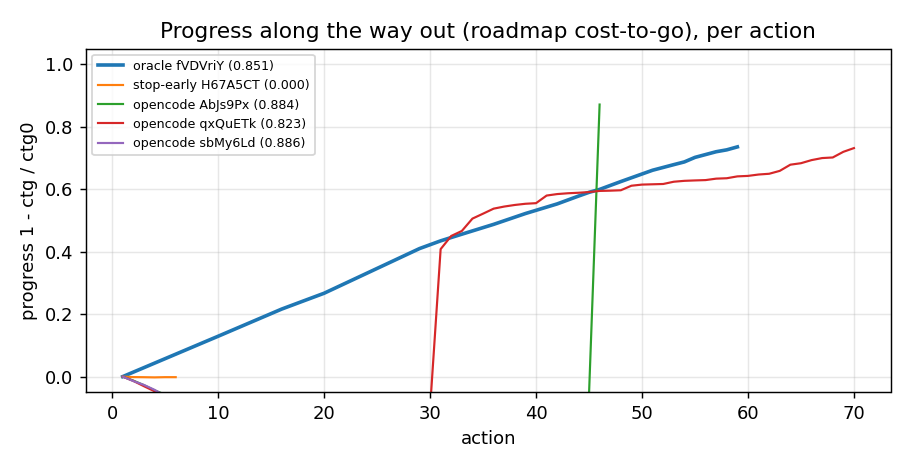 Progress along the way out (roadmap cost-to-go), per action
oracle fVDVriY (0.851)
stop-early H67A5CT (0.000)
opencode AbJs9Px (0.884)
opencode qxQuETk (0.823)
opencode sbMy6Ld (0.886)
progress 1 - ctg / ctg0
1.0
0.8
0.6
0.4
0.2
0.0
0 10 20 30 40 50 60 70
action